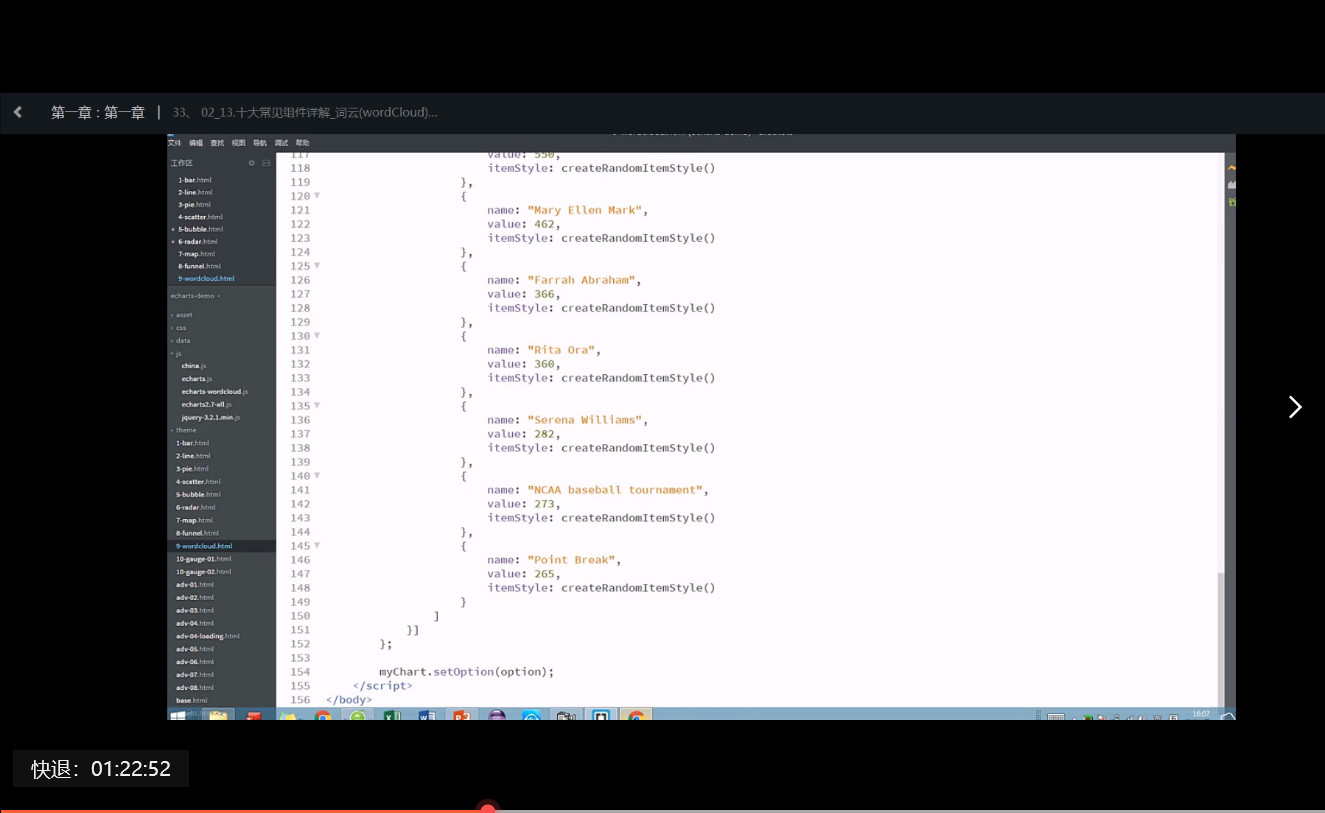 第一章 : 第一章 | 33、 02_13.十大常见组件详解_词云(wordCloud)...
文件 编辑 查找 视图 导航 调试 帮助
工作区
1-bar.html
2-line.html
3-pie.html
4-scatter.html
5-bubble.html
6-radar.html
7-map.html
8-funnel.html
9-wordcloud.html
echarts-demo
asset
css
data
js
china.js
echarts.js
echarts-wordcloud.js
echarts2.7-all.js
jquery-3.2.1.min.js
theme
1-bar.html
2-line.html
3-pie.html
4-scatter.html
5-bubble.html
6-radar.html
7-map.html
8-funnel.html
9-wordcloud.html
10-gauge-01.html
10-gauge-02.html
adv-01.html
adv-02.html
adv-03.html
adv-04.html
adv-04-loading.html
adv-05.html
adv-06.html
adv-07.html
adv-08.html
base.html
117 value: 550,
118 itemStyle: createRandomItemStyle()
119 },
120 {
121 name: "Mary Ellen Mark",
122 value: 462,
123 itemStyle: createRandomItemStyle()
124 },
125 {
126 name: "Farrah Abraham",
127 value: 366,
128 itemStyle: createRandomItemStyle()
129 },
130 {
131 name: "Rita Ora",
132 value: 360,
133 itemStyle: createRandomItemStyle()
134 },
135 {
136 name: "Serena Williams",
137 value: 282,
138 itemStyle: createRandomItemStyle()
139 },
140 {
141 name: "NCAA baseball tournament",
142 value: 273,
143 itemStyle: createRandomItemStyle()
144 },
145 {
146 name: "Point Break",
147 value: 265,
148 itemStyle: createRandomItemStyle()
149 }
150 ]
151 }]
152 };
153
154 myChart.setOption(option);
155 </script>
156 </body>
16:07
快退：01:22:52